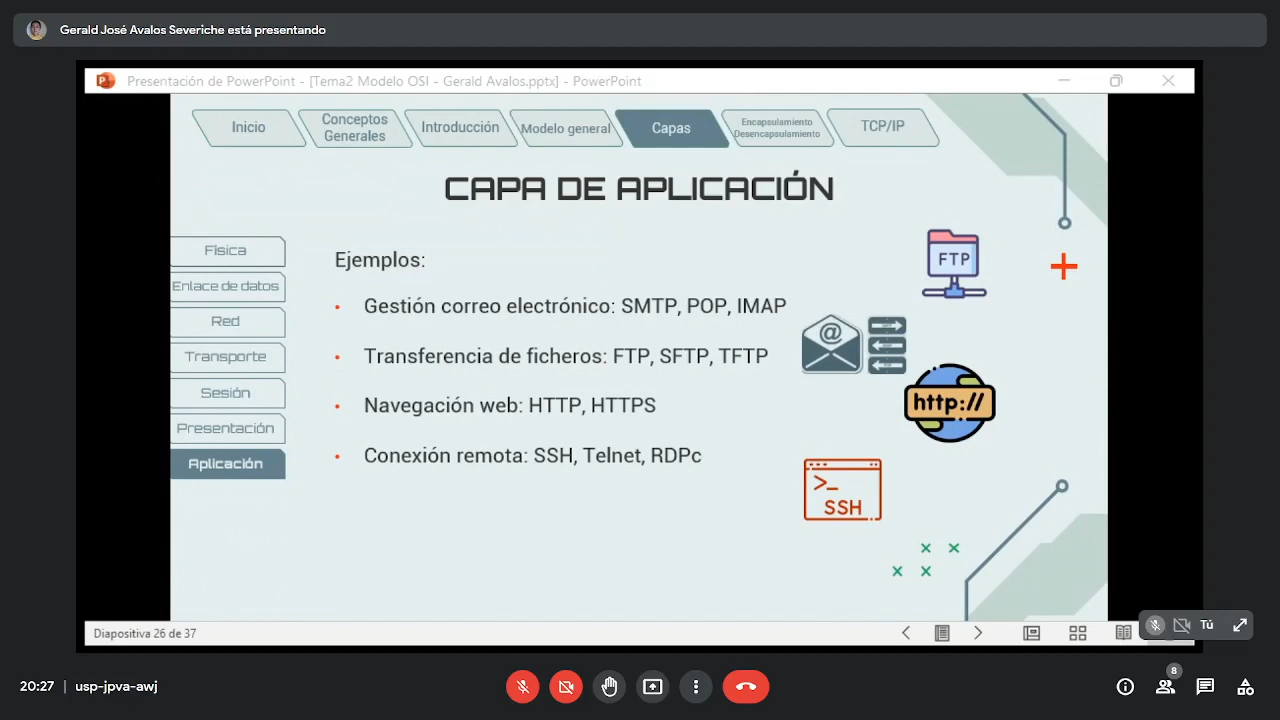 Gerald José Avalos Severiche está presentando
Presentación de PowerPoint - [Tema2 Modelo OSI - Gerald Avalos.pptx] - PowerPoint
Inicio
Conceptos
Generales
Introducción
Modelo general
Capas
Encapsulamiento
Desencapsulamiento
TCP/IP
CAPA DE APLICACIÓN
Física
Enlace de datos
Red
Transporte
Sesión
Presentación
Aplicación
Ejemplos:
• Gestión correo electrónico: SMTP, POP, IMAP
• Transferencia de ficheros: FTP, SFTP, TFTP
• Navegación web: HTTP, HTTPS
• Conexión remota: SSH, Telnet, RDPc
FTP
@
http://
>_
SSH
Diapositiva 26 de 37
Tú
20:27 | usp-jpva-awj
8